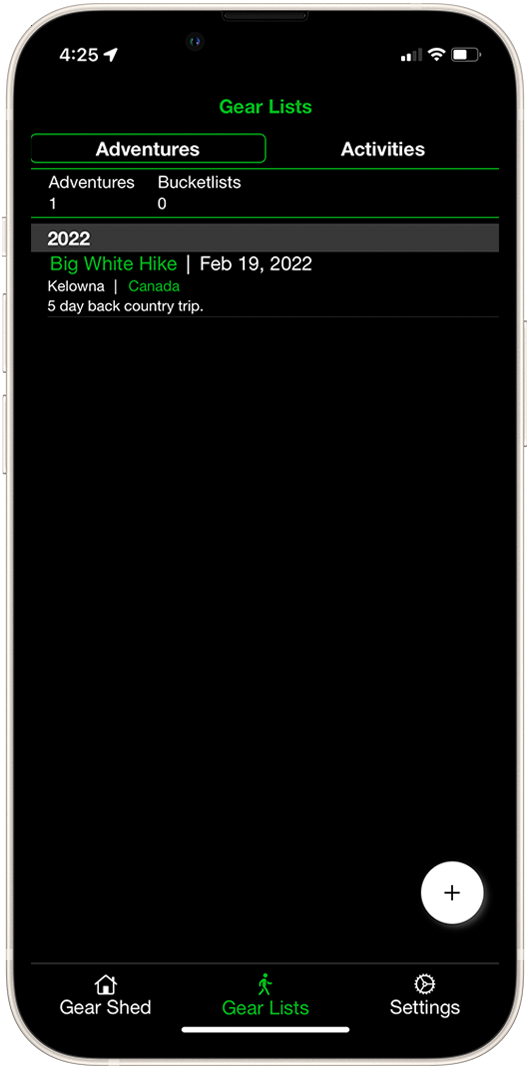 4:25
Gear Lists
Adventures Activities
Adventures Bucketlists
1 0
2022
Big White Hike | Feb 19, 2022
Kelowna | Canada
5 day back country trip.
+
Gear Shed Gear Lists Settings